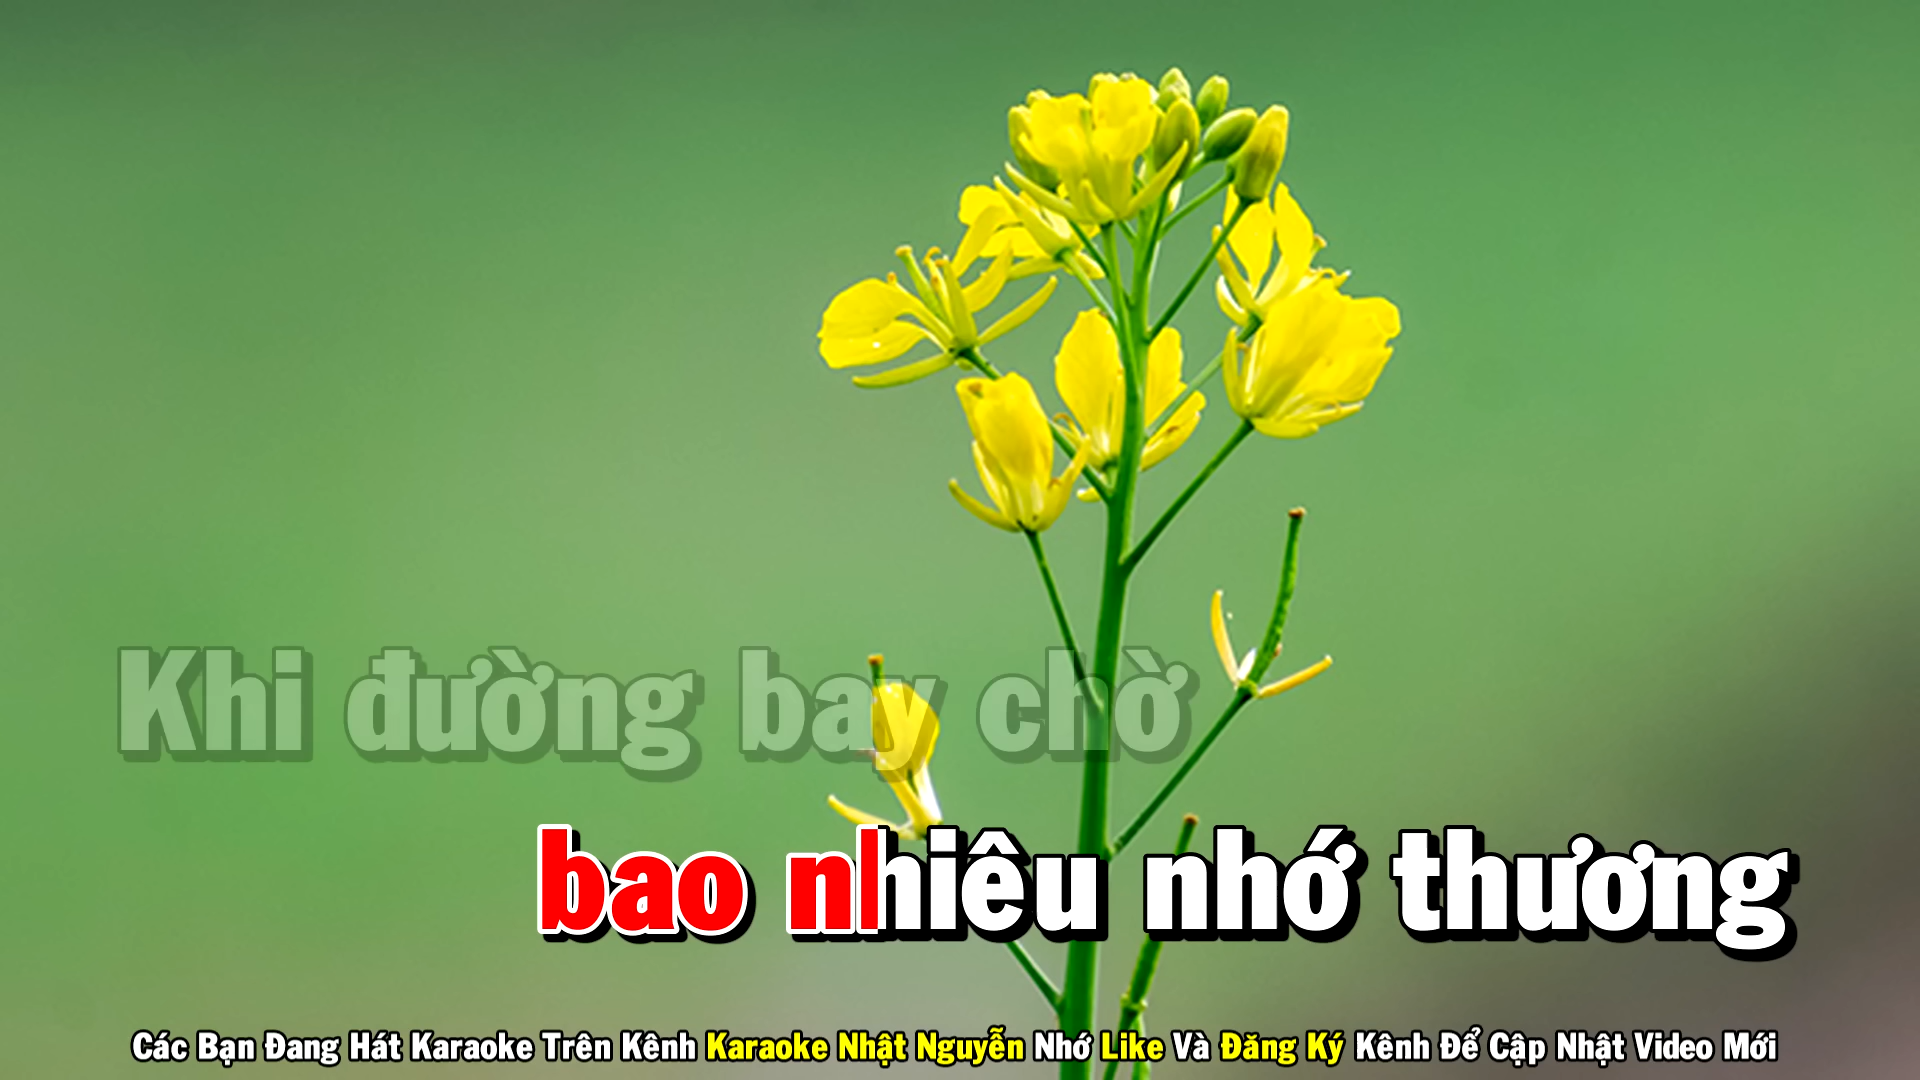 Khi đường bay chờ
bao nhiêu nhớ thương
Các Bạn Đang Hát Karaoke Trên Kênh Karaoke Nhật Nguyễn Nhớ Like Và Đăng Ký Kênh Để Cập Nhật Video Mới